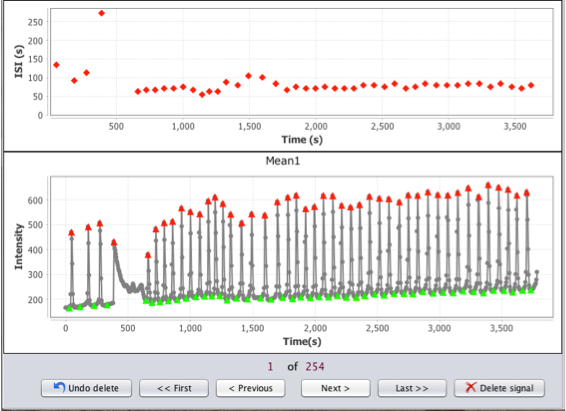 250
200
150
100
50
0
ISI (s)
500 1,000 1,500 2,000 2,500 3,000 3,500
Time (s)
Mean1
600
500
400
300
200
Intensity
0 500 1,000 1,500 2,000 2,500 3,000 3,500
Time(s)
1 of 254
Undo delete << First < Previous Next > Last >> Delete signal